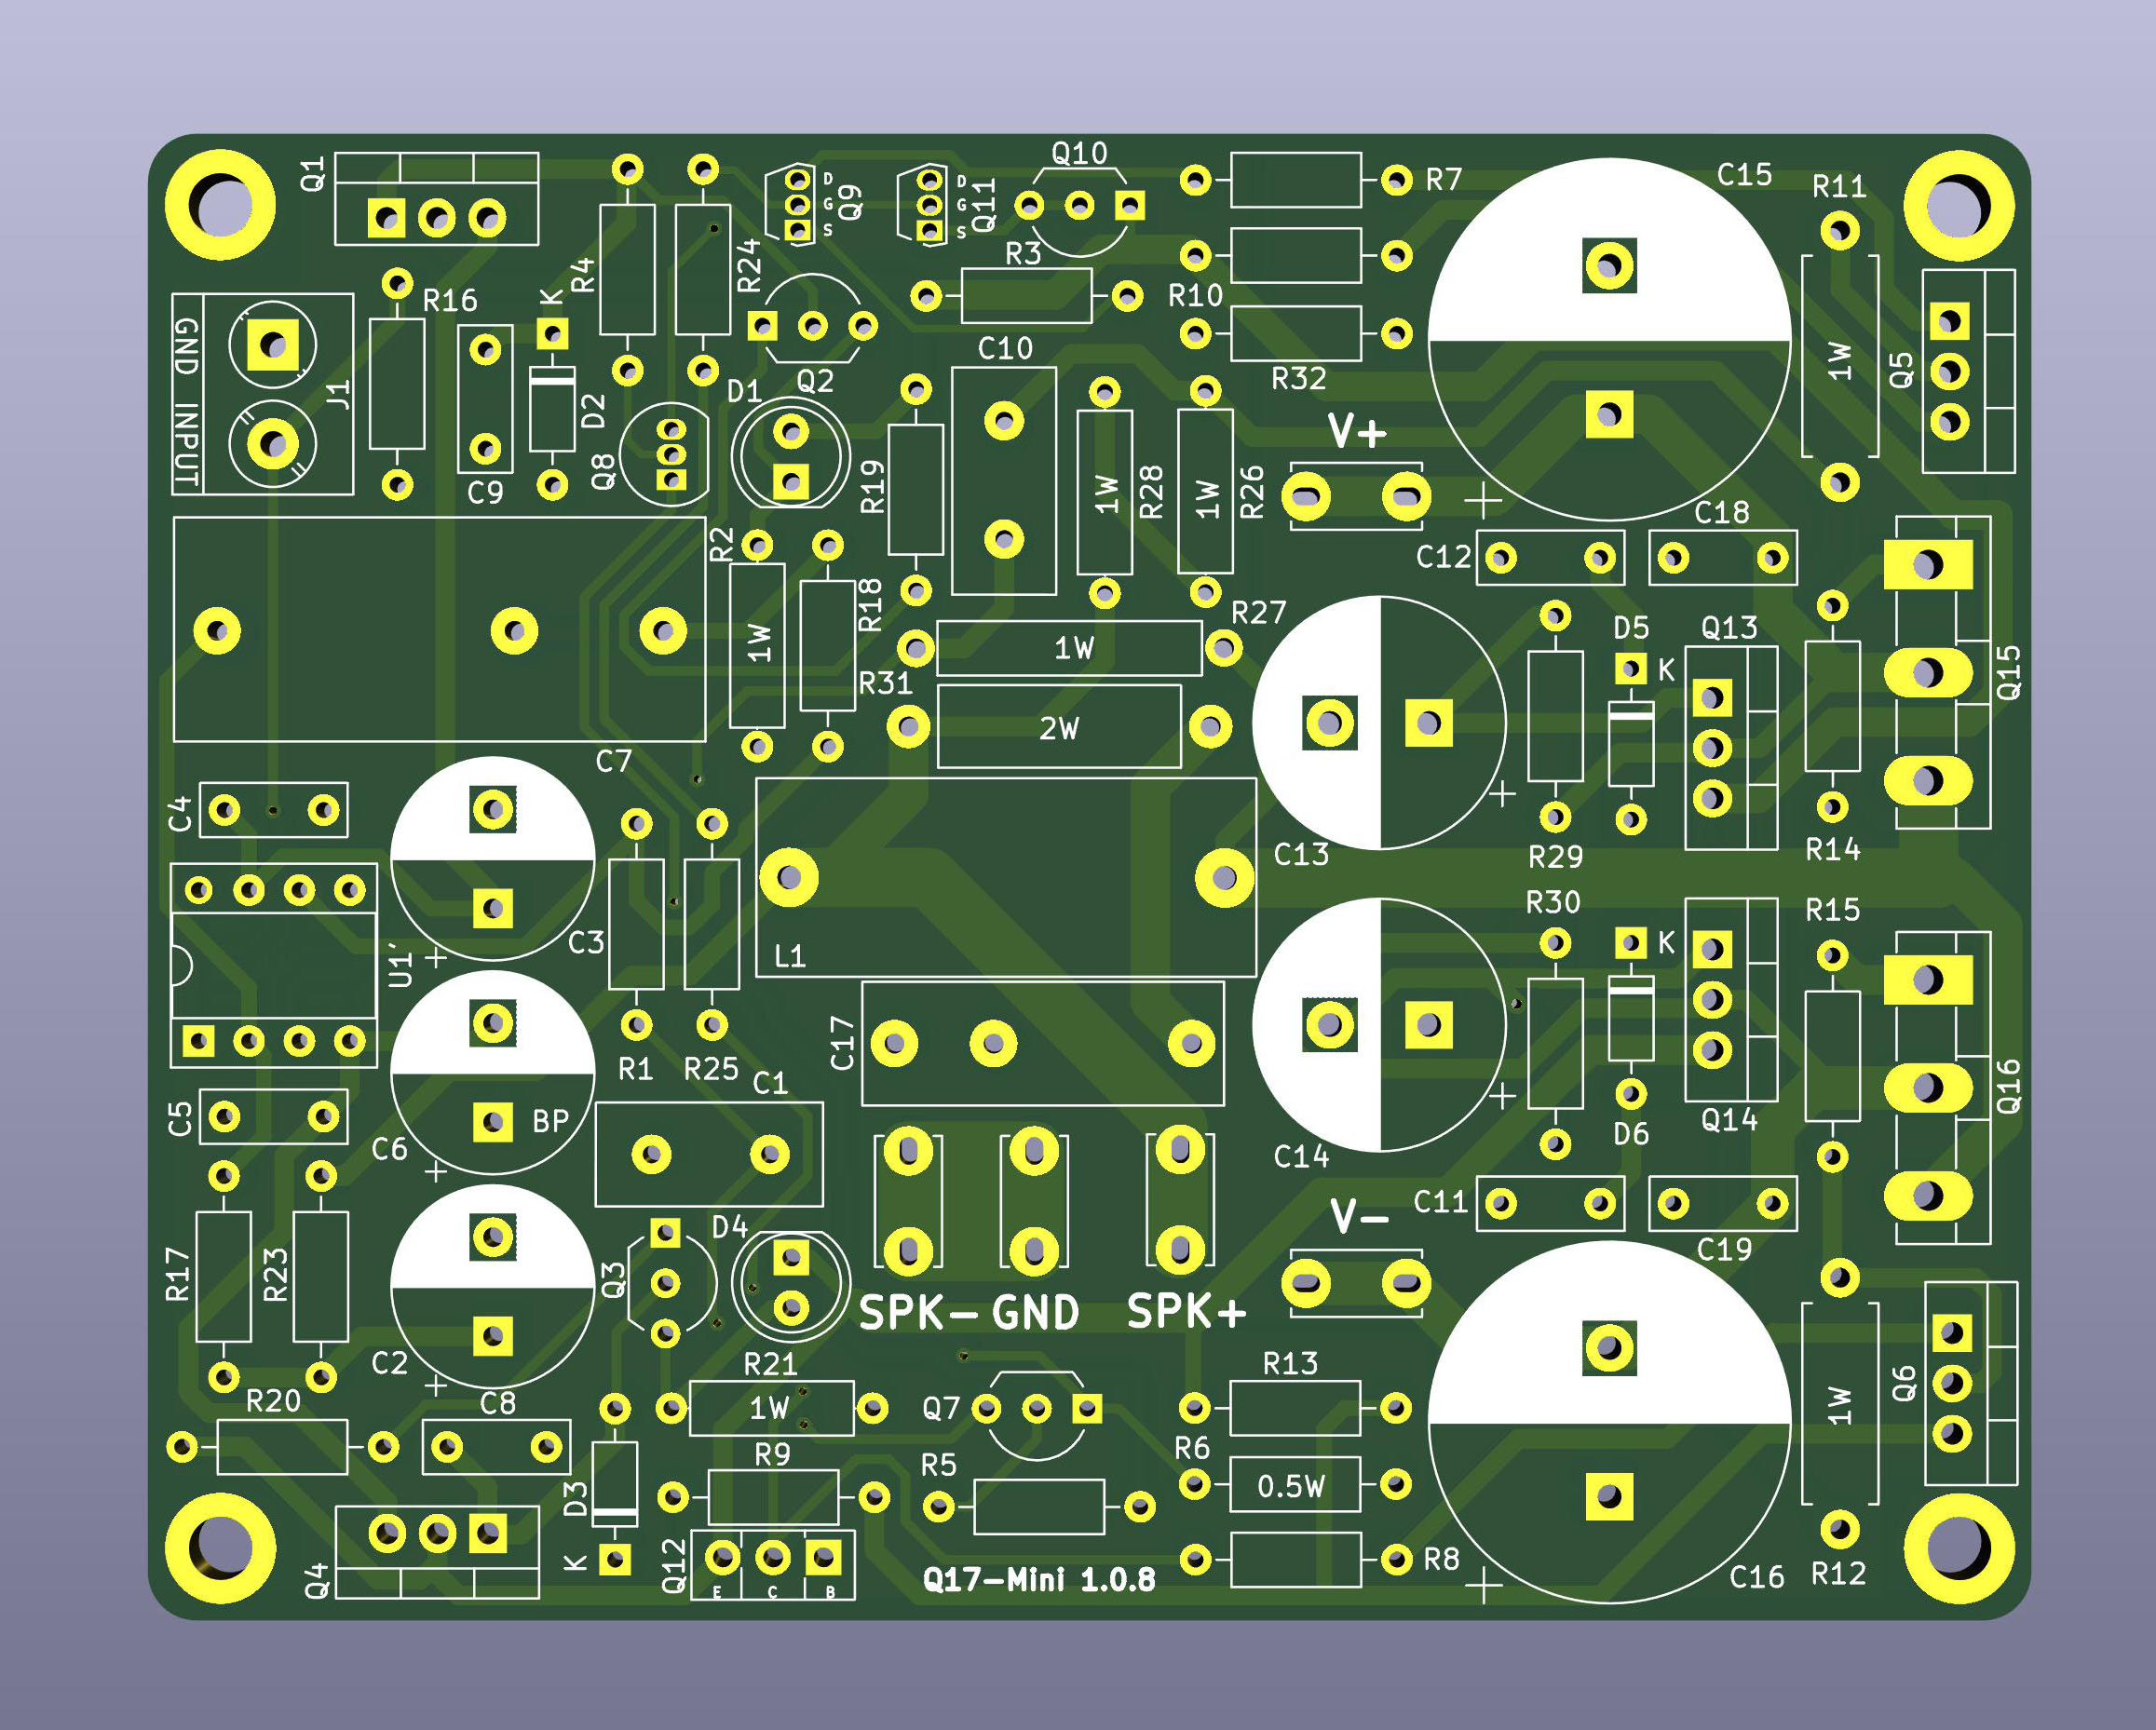 Q1
D
G
S
Q9
D
G
S
Q11
Q10
R7
C15
R11
R4
R24
R3
R16
K
R10
GND INPUT
J1
C9
D2
Q2
C10
R32
1W
Q5
D1
Q8
R19
1W
R28
1W
R26
V+
C18
C12
R2
1W
R18
R27
1W
R31
2W
D5
K
Q13
Q15
C7
C4
C13
R29
R14
R30
K
R15
C3
U1'
L1
R1
R25
C17
C1
C5
BP
C6
C14
D6
Q14
Q16
C11
V-
C19
D4
R17
R23
Q3
SPK-
GND
SPK+
C2
R21
R13
R20
C8
1W
Q7
1W
Q6
R9
R5
R6
0.5W
D3
K
Q4
Q12
E
C
B
Q17-Mini 1.0.8
R8
C16
R12